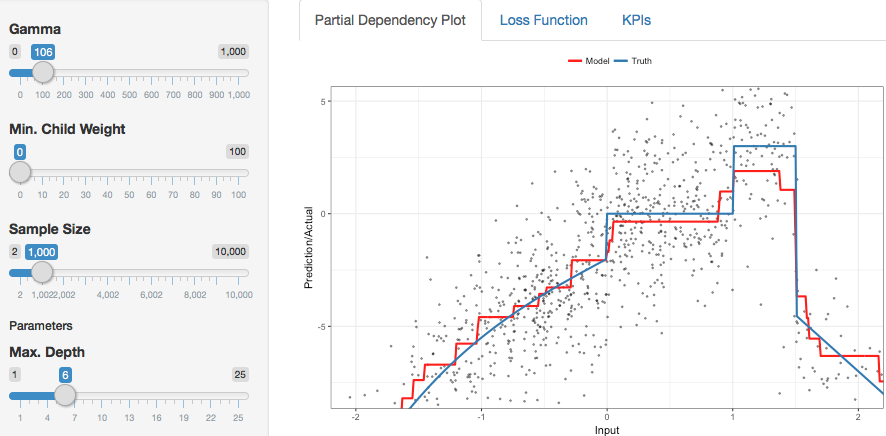 Gamma
0 106 1,000
0 100 200 300 400 500 600 700 800 900 1,000
Min. Child Weight
0 100
0 10 20 30 40 50 60 70 80 90 100
Sample Size
2 1,000 10,000
2 1,0022,002 4,002 6,002 8,002 10,000
Parameters
Max. Depth
1 6 25
1 4 7 10 13 16 19 22 25
Partial Dependency Plot Loss Function KPIs
Model Truth
Prediction/Actual
5
0
-5
-2 -1 0 1 2
Input